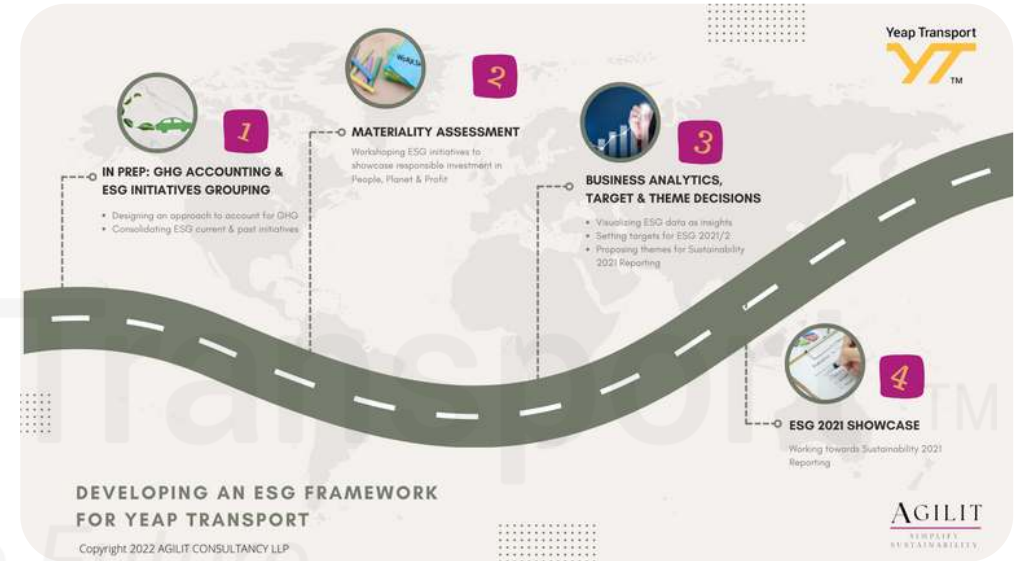 Yeap Transport
YT
TM
1
IN PREP: GHG ACCOUNTING &
ESG INITIATIVES GROUPING
Designing an approach to account for GHG
Consolidating ESG current & past initiatives
2
MATERIALITY ASSESSMENT
Workshoping ESG initiatives to
showcase responsible investment in
People, Planet & Profit
3
BUSINESS ANALYTICS,
TARGET & THEME DECISIONS
Visualizing ESG data as insights
Setting targets for ESG 2021/2
Proposing themes for Sustainability
2021 Reporting
4
ESG 2021 SHOWCASE
Working towards Sustainability 2021
Reporting
Transport TM
DEVELOPING AN ESG FRAMEWORK
FOR YEAP TRANSPORT
Copyright 2022 AGILIT CONSULTANCY LLP
AGILIT
SIMPLIFY
SUSTAINABILITY